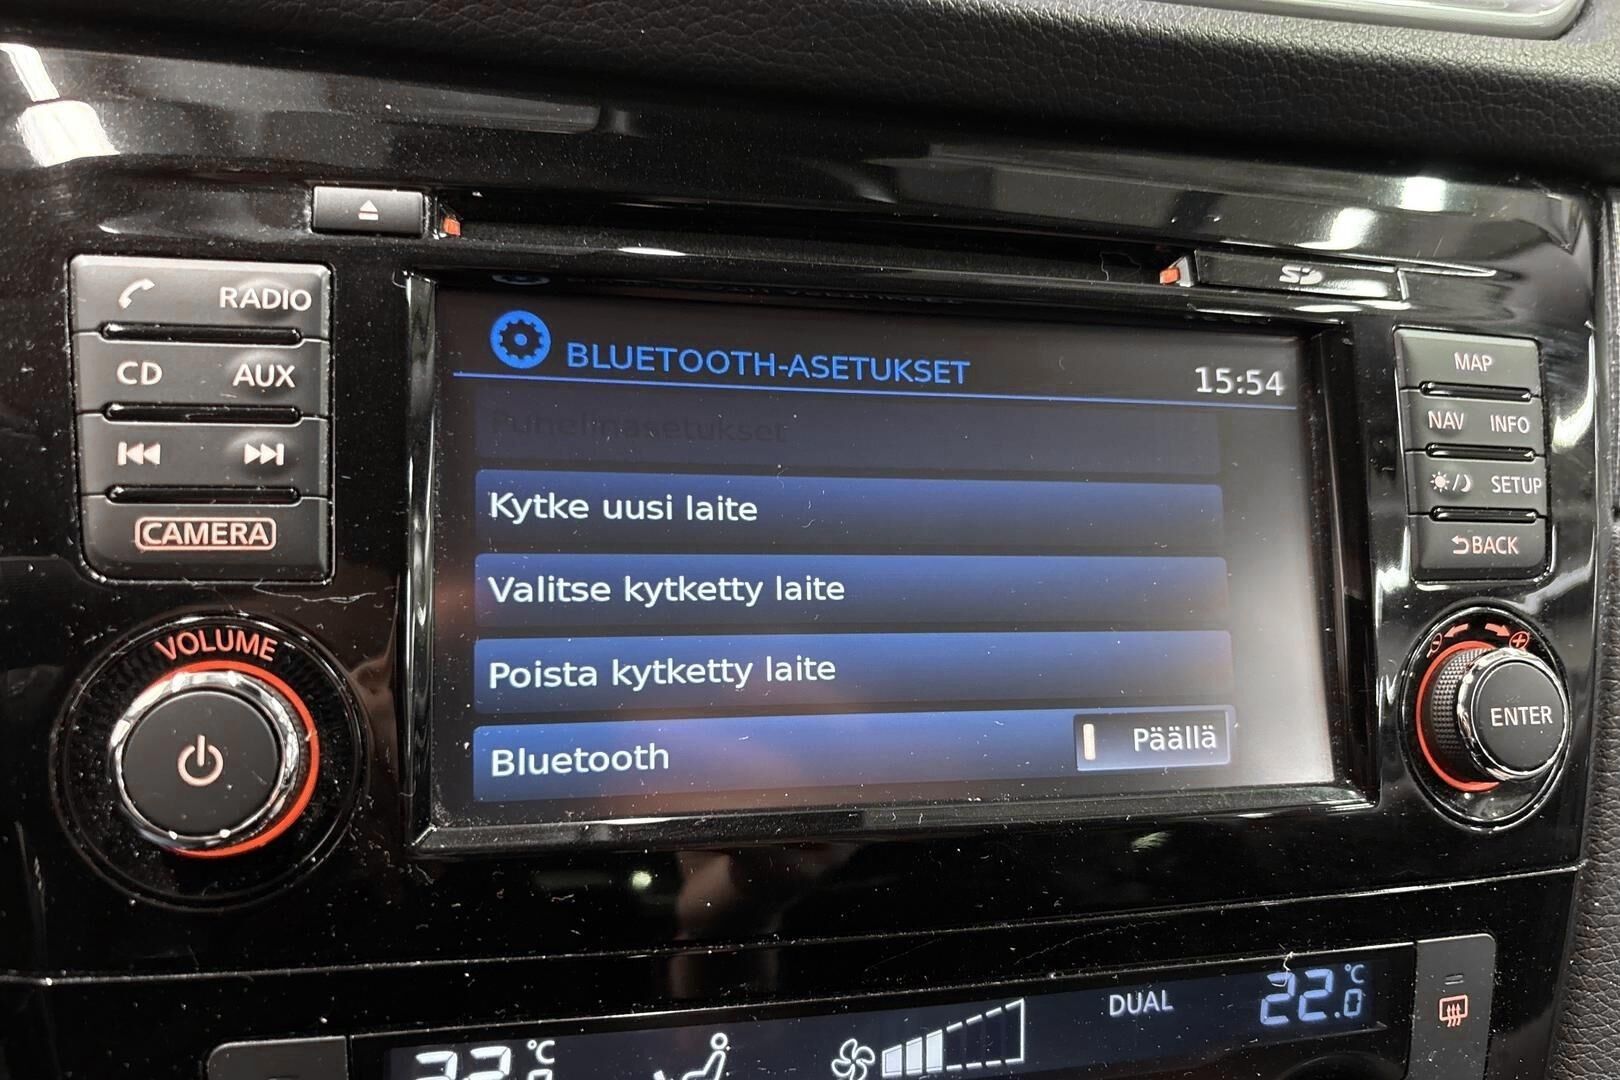 RADIO
CD AUX
CAMERA
VOLUME
SD
BLUETOOTH-ASETUKSET
15:54
Puhelinasetukset
Kytke uusi laite
Valitse kytketty laite
Poista kytketty laite
Bluetooth Päällä
MAP
NAV INFO
SETUP
BACK
ENTER
°C
DUAL
22.0 °C